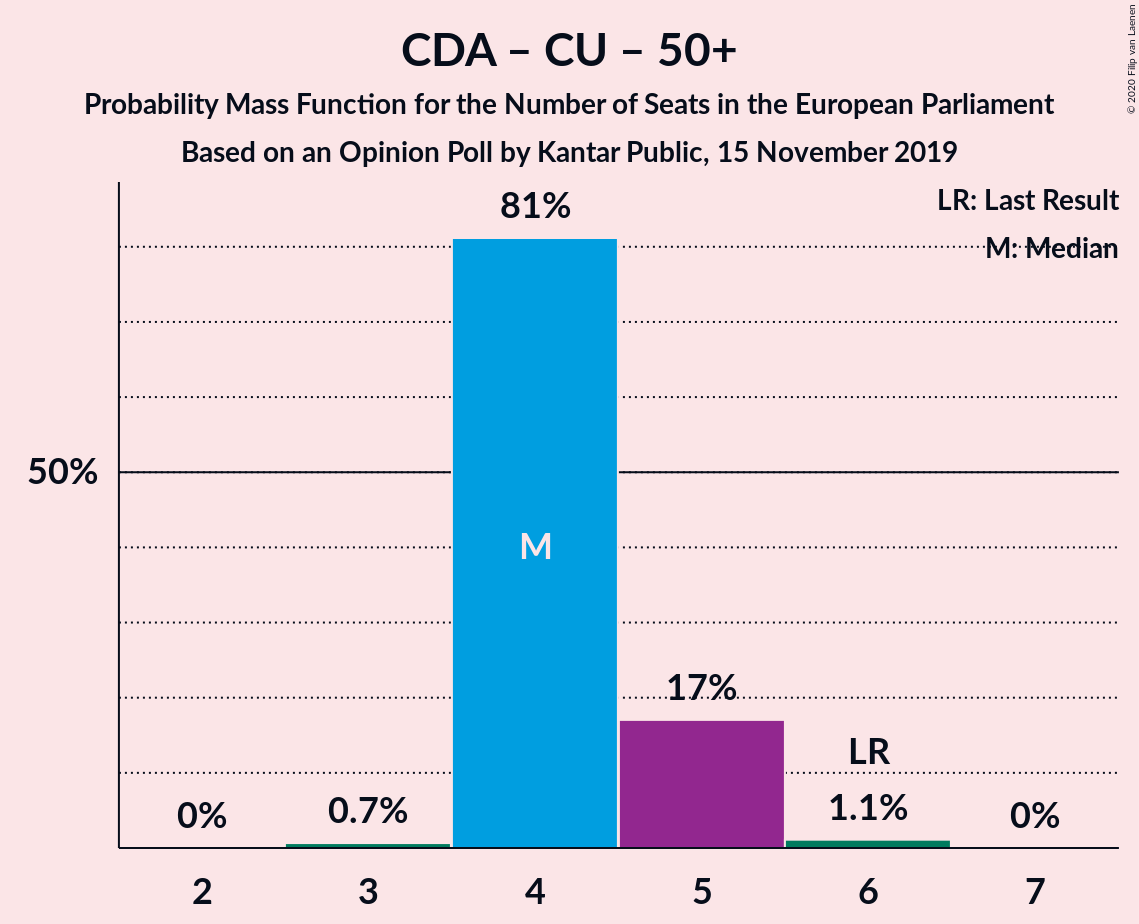 CDA – CU – 50+
Probability Mass Function for the Number of Seats in the European Parliament
Based on an Opinion Poll by Kantar Public, 15 November 2019
© 2020 Filip van Laenen
LR: Last Result
M: Median
81%
50%
M
17%
LR
0%
0.7%
1.1%
0%
2 3 4 5 6 7